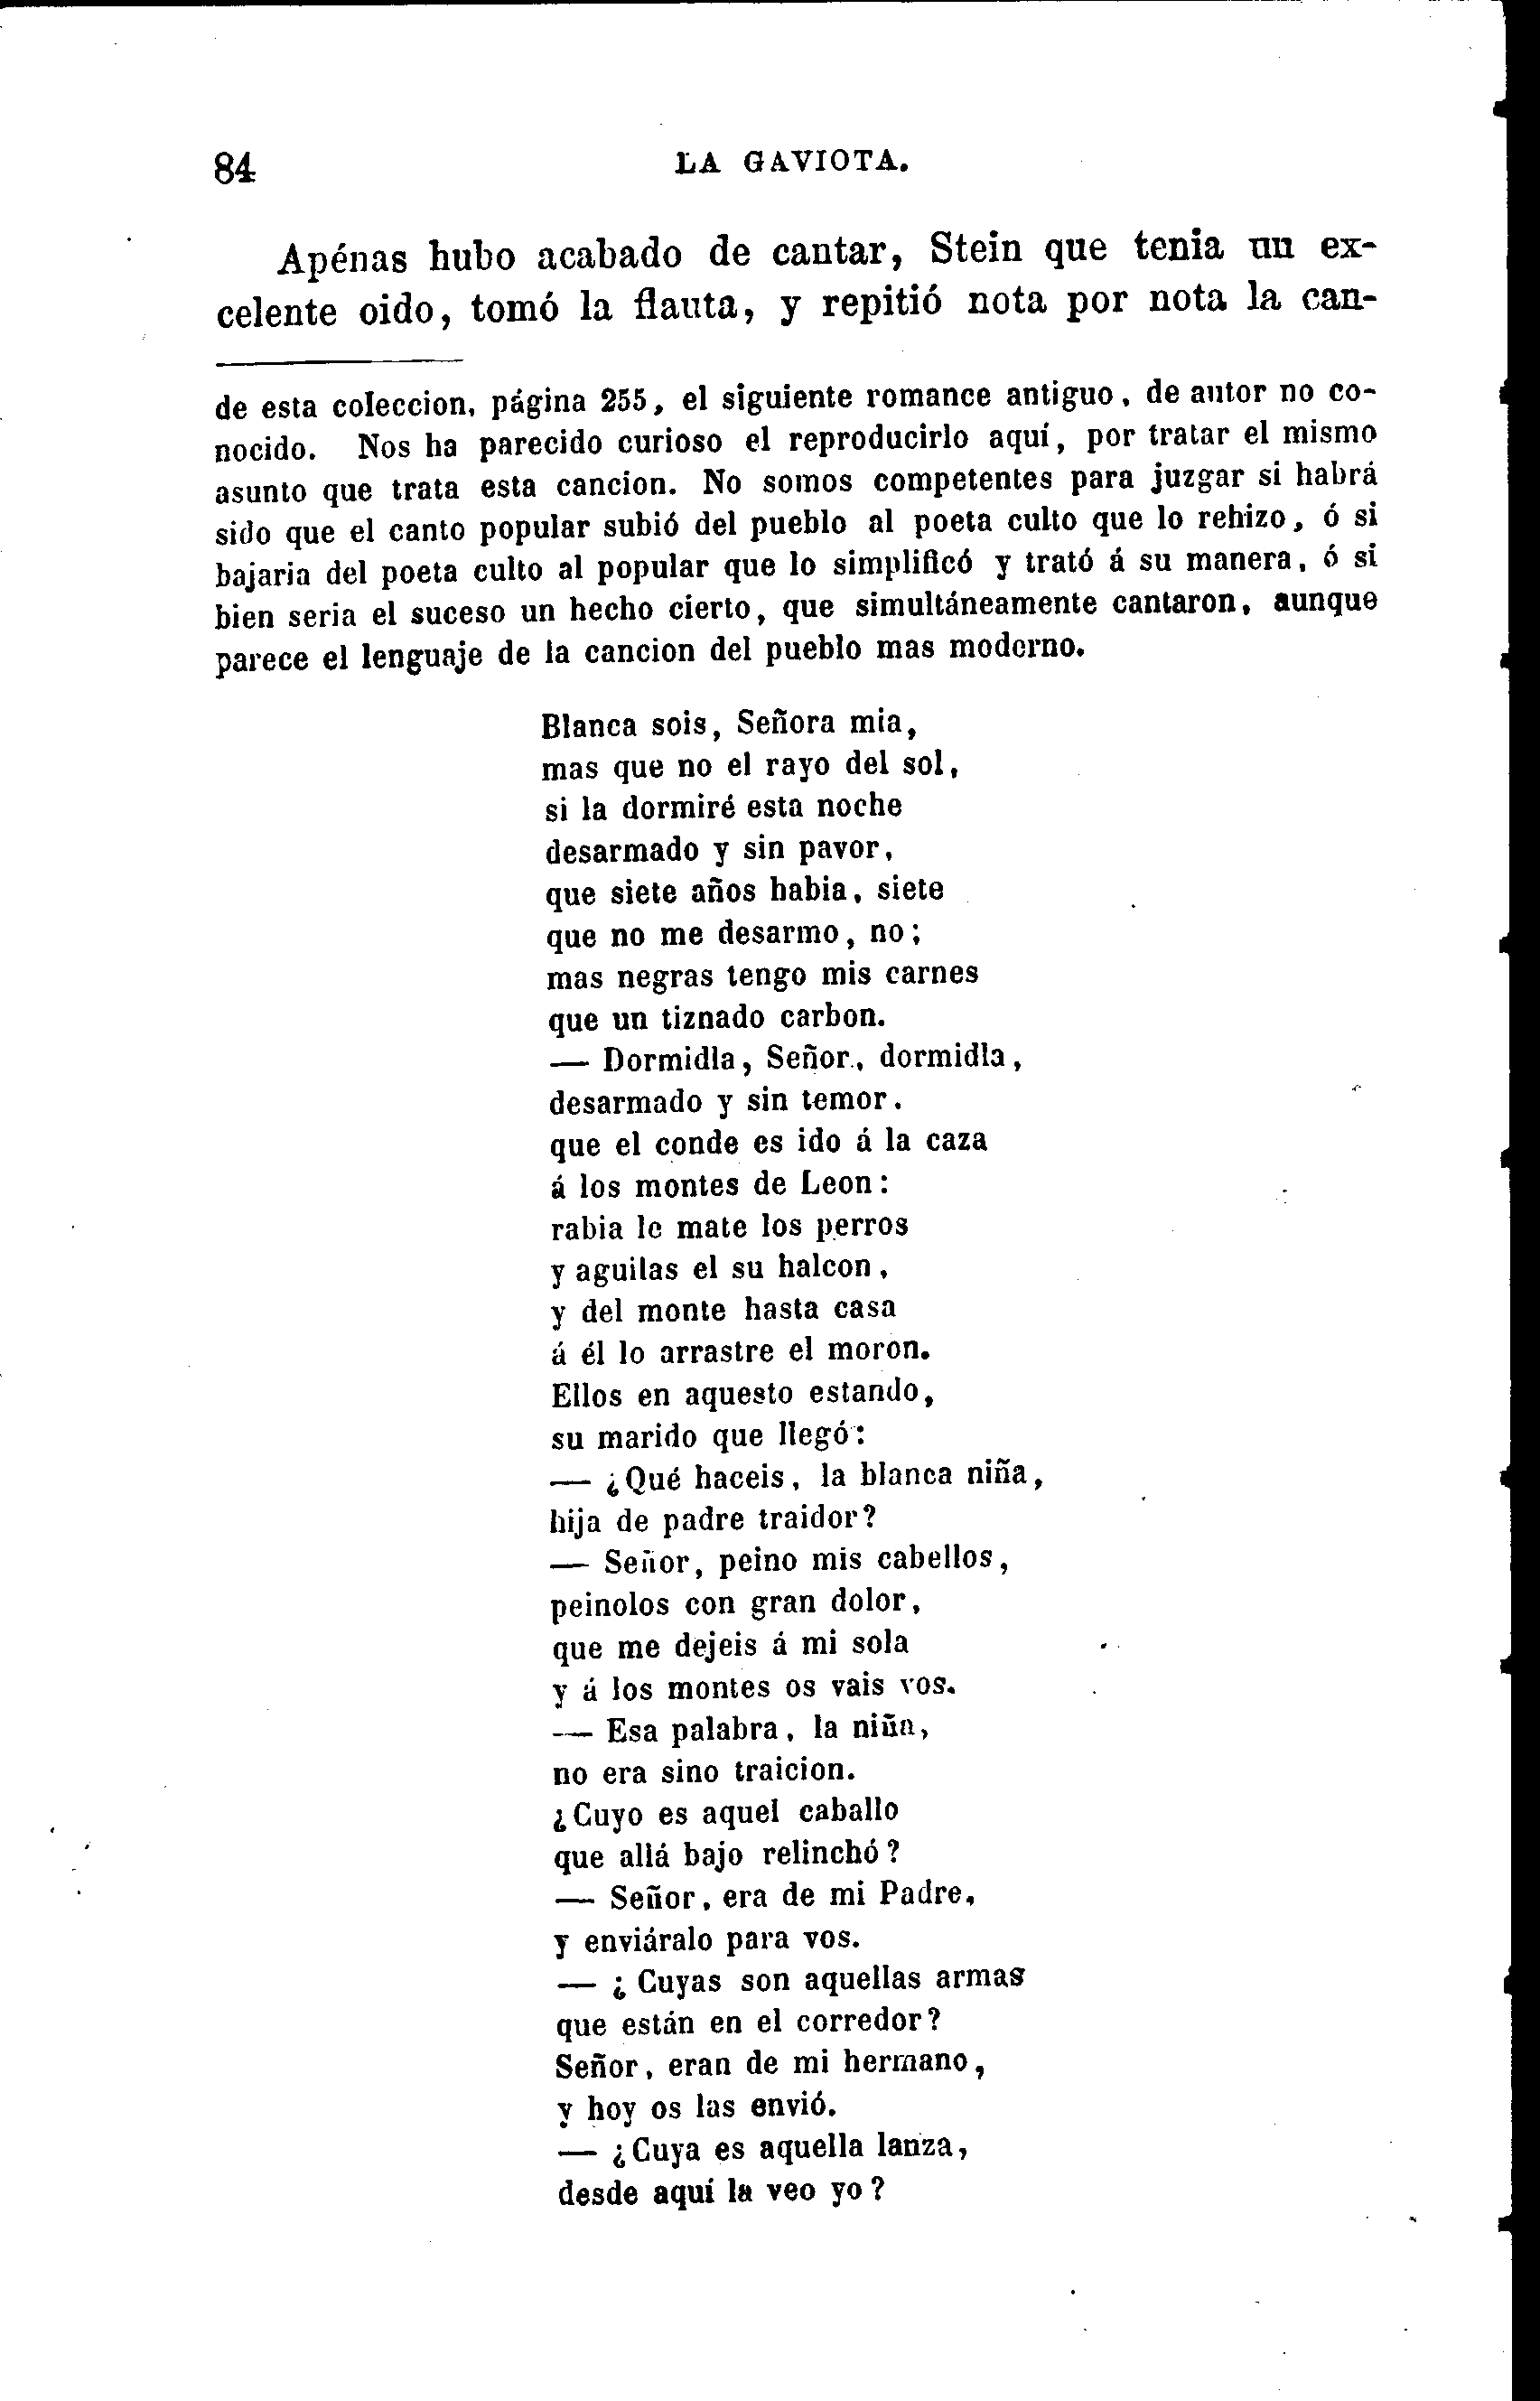 84
LA GAVIOTA.
Apénas hubo acabado de cantar, Stein que tenia un ex-
celente oido, tomó la flauta, y repitió nota por nota la can-
de esta coleccion, página 255, el siguiente romance antiguo, de autor no co-
nocido. Nos ha parecido curioso el reproducirlo aquí, por tratar el mismo
asunto que trata esta cancion. No somos competentes para juzgar si habrá
sido que el canto popular subió del pueblo al poeta culto que lo rehizo, ó si
bajaria del poeta culto al popular que lo simplificó y trató á su manera, ó si
bien seria el suceso un hecho cierto, que simultáneamente cantaron, aunque
parece el lenguaje de la cancion del pueblo mas moderno.
Blanca sois, Señora mia,
mas que no el rayo del sol,
si la dormiré esta noche
desarmado y sin pavor,
que siete años habia, siete
que no me desarmo, no;
mas negras tengo mis carnes
que un tiznado carbon.
— Dormidla, Señor, dormidla,
desarmado y sin temor.
que el conde es ido á la caza
á los montes de Leon:
rabia le mate los perros
y aguilas el su halcon,
y del monte hasta casa
á él lo arrastre el moron.
Ellos en aquesto estando,
su marido que llegó:
— ¿Qué haceis, la blanca niña,
hija de padre traidor?
— Señor, peino mis cabellos,
peinolos con gran dolor,
que me dejeis á mi sola
y á los montes os vais vos.
— Esa palabra, la niña,
no era sino traicion.
¿Cuyo es aquel caballo
que allá bajo relinchó?
— Señor, era de mi Padre,
y enviáralo para vos.
— ¿Cuyas son aquellas armas
que están en el corredor?
Señor, eran de mi hermano,
y hoy os las envió.
— ¿Cuya es aquella lanza,
desde aquí la veo yo?